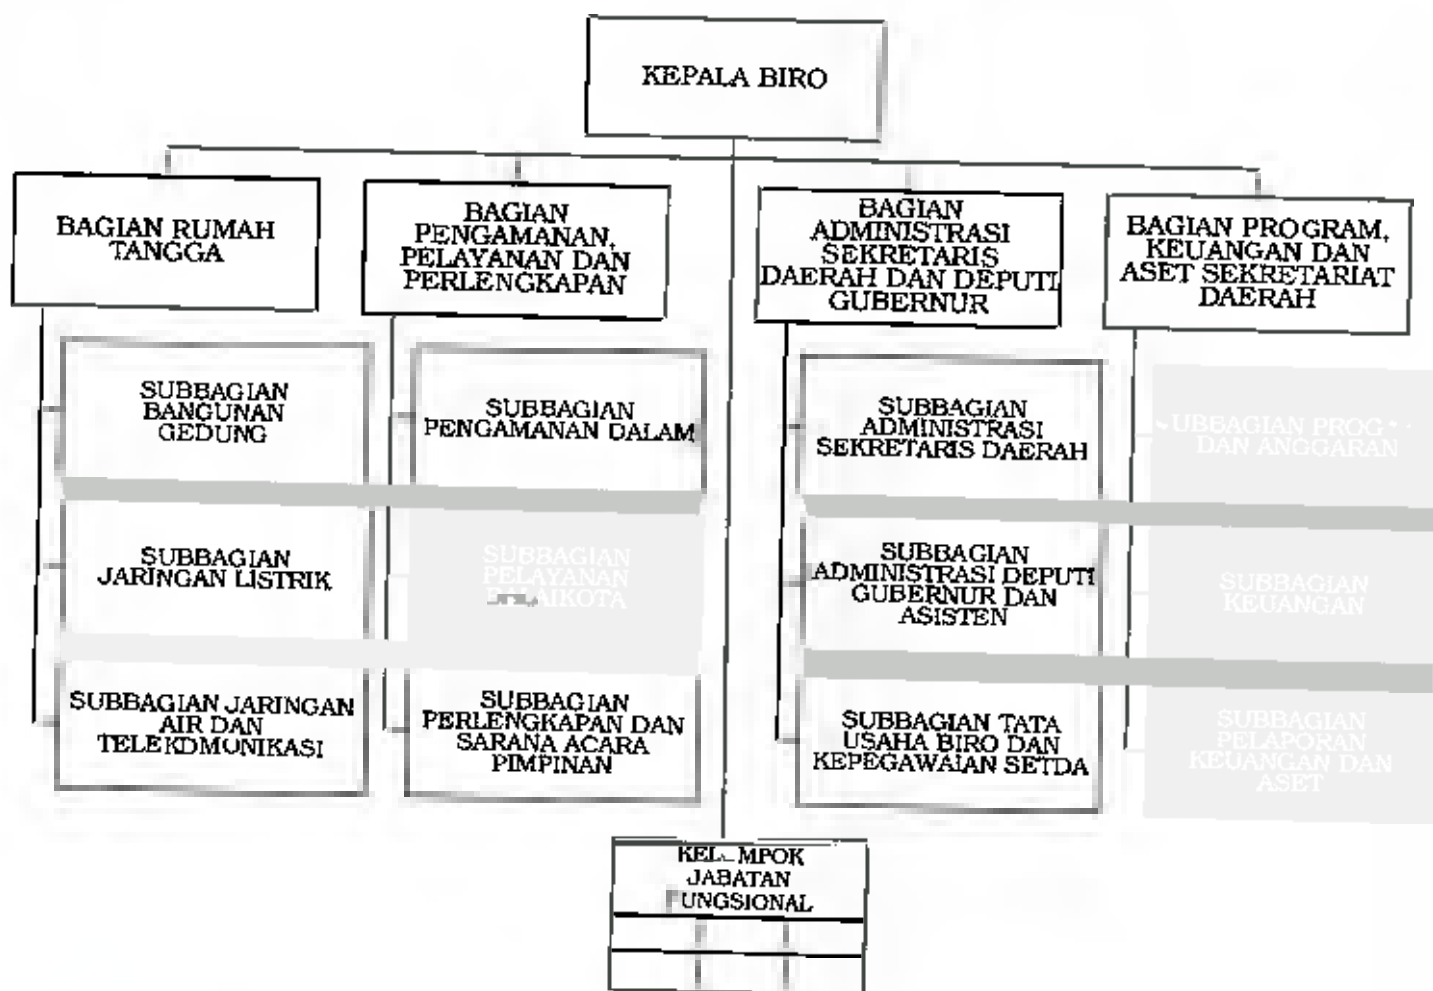 KEPALA BIRO
BAGIAN RUMAH
TANGGA
BAGIAN
PENGAMANAN,
PELAYANAN DAN
PERLENGKAPAN
BAGIAN
ADMINISTRASI
SEKRETARIS
DAERAH DAN DEPUTI
GUBERNUR
BAGIAN PROGRAM,
KEUANGAN DAN
ASET SEKRETARIAT
DAERAH
SUBBAGIAN
BANGUNAN
GEDUNG
SUBBAGIAN
PENGAMANAN DALAM
SUBBAGIAN
ADMINISTRASI
SEKRETARIS DAERAH
DAN ANGGARAN
SUBBAGIAN
JARINGAN LISTRIK
SUBBAGIAN
PELAYANAN
SUBBAGIAN
ADMINISTRASI DEPUTI
GUBERNUR DAN
ASISTEN
SUBBAGIAN
KEUANGAN
SUBBAGIAN JARINGAN
AIR DAN
TELEKOMUNIKASI
SUBBAGIAN
PERLENGKAPAN DAN
SARANA ACARA
PIMPINAN
SUBBAGIAN TATA
USAHA BIRO DAN
KEPEGAWAIAN SETDA
SUBBAGIAN
PELAPORAN
KEUANGAN DAN
ASET
JABATAN